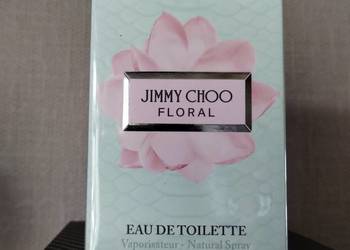 JIMMY CHOO
FLORAL
EAU DE TOILETTE
Vaporisateur - Natural Spray